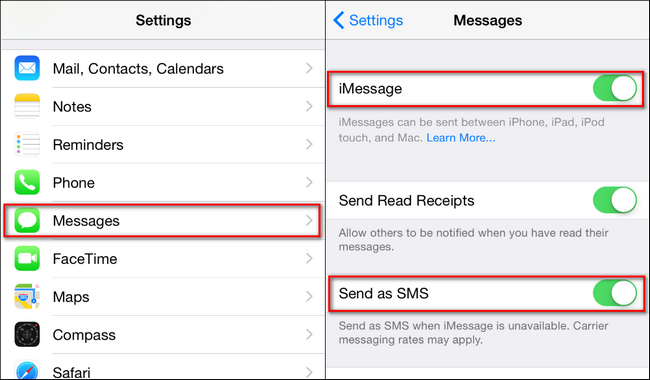 Settings
Mail, Contacts, Calendars
Notes
Reminders
Phone
Messages
FaceTime
Maps
Compass
Safari
Settings
Messages
iMessage
iMessages can be sent between iPhone, iPad, iPod
touch, and Mac. Learn More...
Send Read Receipts
Allow others to be notified when you have read their
messages.
Send as SMS
Send as SMS when iMessage is unavailable. Carrier
messaging rates may apply.